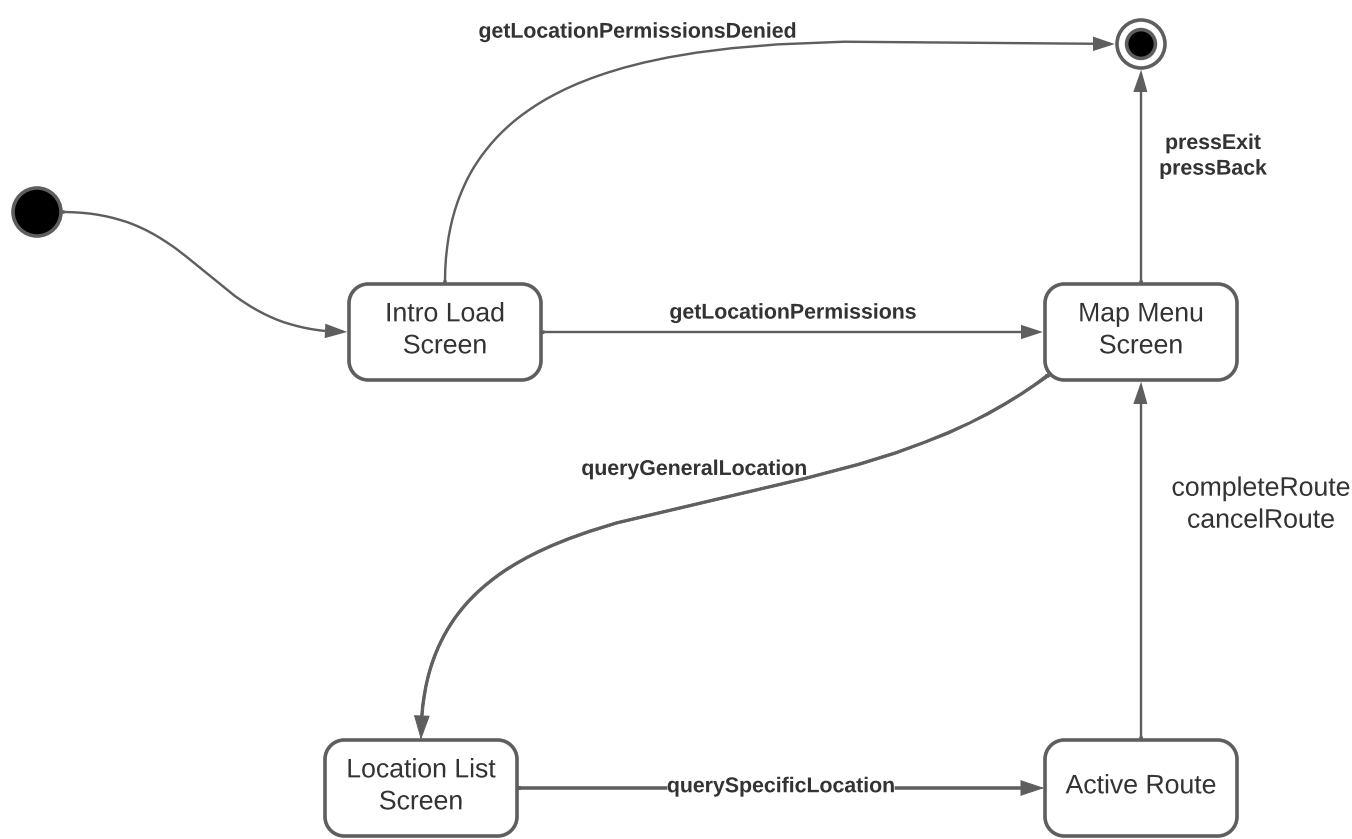 getLocationPermissionsDenied
pressExit
pressBack
Intro Load
Screen
getLocationPermissions
Map Menu
Screen
queryGeneralLocation
completeRoute
cancelRoute
Location List
Screen
querySpecificLocation
Active Route